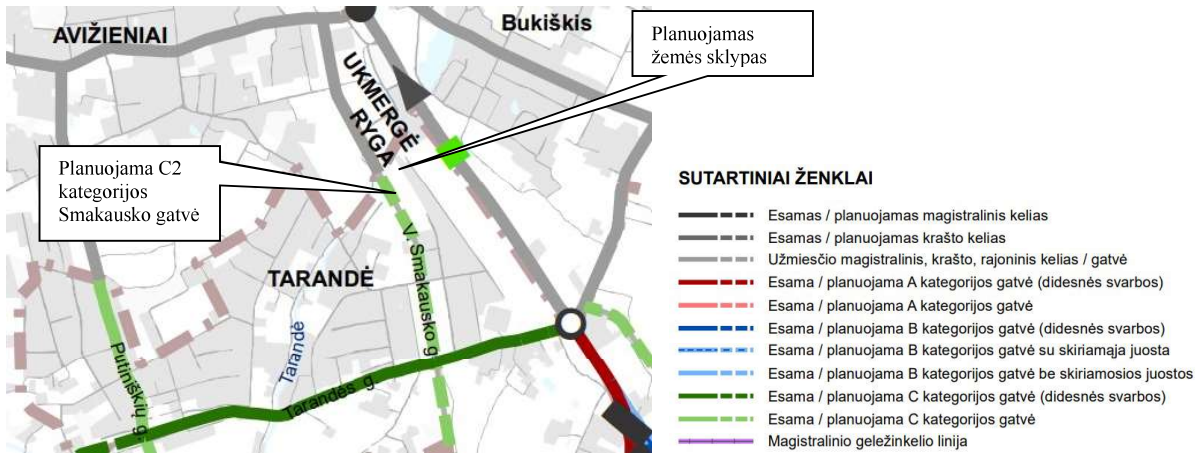 AVIŽIENIAI
Bukiškis
Planuojamas
žemės sklypas
UKMERGĖ
RYGA
Planuojama C2
kategorijos
Smakausko gatvė
TARANDĖ
V. Smakausko g.
Putiniškių g.
Tarandė
Tarandės g.
SUTARTINIAI ŽENKLAI
Esamas / planuojamas magistralinis kelias
Esamas / planuojamas krašto kelias
Užmiesčio magistralinis, krašto, rajoninis kelias / gatvė
Esama / planuojama A kategorijos gatvė (didesnės svarbos)
Esama / planuojama A kategorijos gatvė
Esama / planuojama B kategorijos gatvė (didesnės svarbos)
Esama / planuojama B kategorijos gatvė su skiriamąja juosta
Esama / planuojama B kategorijos gatvė be skiriamosios juostos
Esama / planuojama C kategorijos gatvė (didesnės svarbos)
Esama / planuojama C kategorijos gatvė
Magistralinio geležinkelio linija